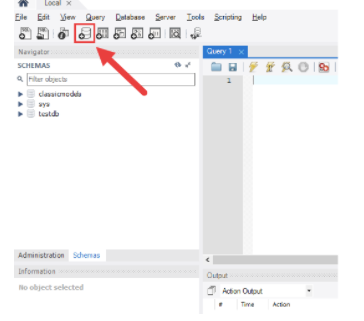 Local ×
File Edit View Query Database Server Tools Scripting Help
Navigator
SCHEMAS
Filter objects
classicmodels
sys
testdb
Administration Schemas
Information
No object selected
Query 1 ×
1
Output
Action Output
# Time Action